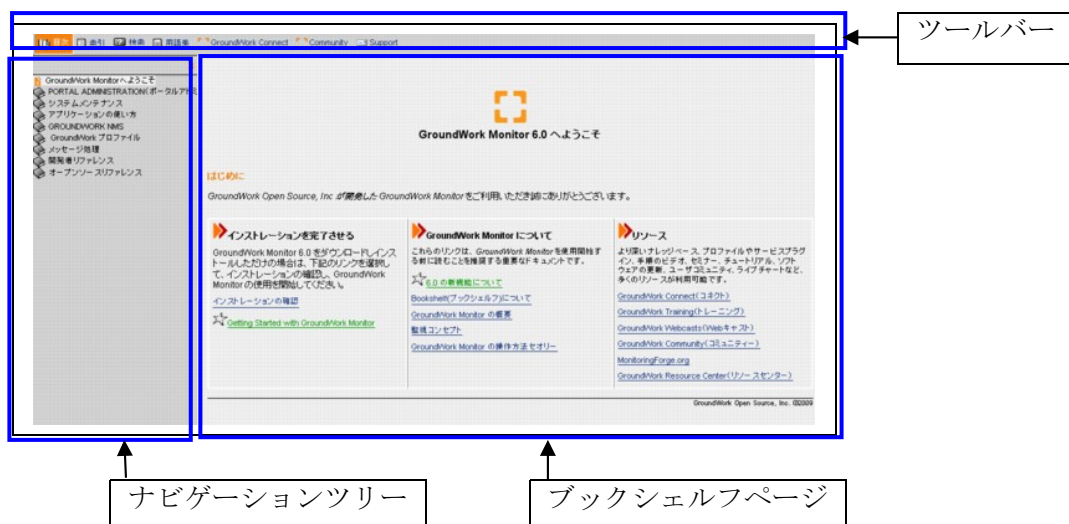 ツールバー
目次 索引 検索 用語集 GroundWork Connect Community Support
GroundWork Monitorへようこそ
PORTAL ADMINISTRATION(ポータルアドミ
システムメンテナンス
アプリケーションの使い方
GROUNDWORK NMS
GroundWork プロファイル
メッセージ処理
開発者リファレンス
オープンソースリファレンス
GroundWork Monitor 6.0 へようこそ
はじめに
GroundWork Open Source, Inc が開発した GroundWork Monitor をご利用いただき誠にありがとうございます。
インストレーションを完了させる
GroundWork Monitor 6.0 をダウンロードしインス
トールしただけの場合は、下記のリンクを選択し
て、インストレーションの確認し、GroundWork
Monitor の使用を開始してください。
インストレーションの確認
Getting Started with GroundWork Monitor
GroundWork Monitor について
これらのリンクは、GroundWork Monitor を使用開始す
る前に読むことを推奨する重要なドキュメントです。
6.0 の新機能について
Bookshelf(ブックシェルフ)について
GroundWork Monitor の概要
監視コンセプト
GroundWork Monitor の操作方法セオリー
リソース
より深いナレッジベース、プロファイルやサービスプラグ
イン、手順のビデオ、セミナー、チュートリアル、ソフト
ウェアの更新、ユーザコミュニティ、ライブチャートなど、
多くのリソースが利用可能です。
GroundWork Connect(コネクト)
GroundWork Training(トレーニング)
GroundWork Webcasts(Webキャスト)
GroundWork Community(コミュニティー)
MonitoringForge.org
GroundWork Resource Center(リソースセンター)
GroundWork Open Source, Inc. ©2009
ナビゲーションツリー
ブックシェルフページ